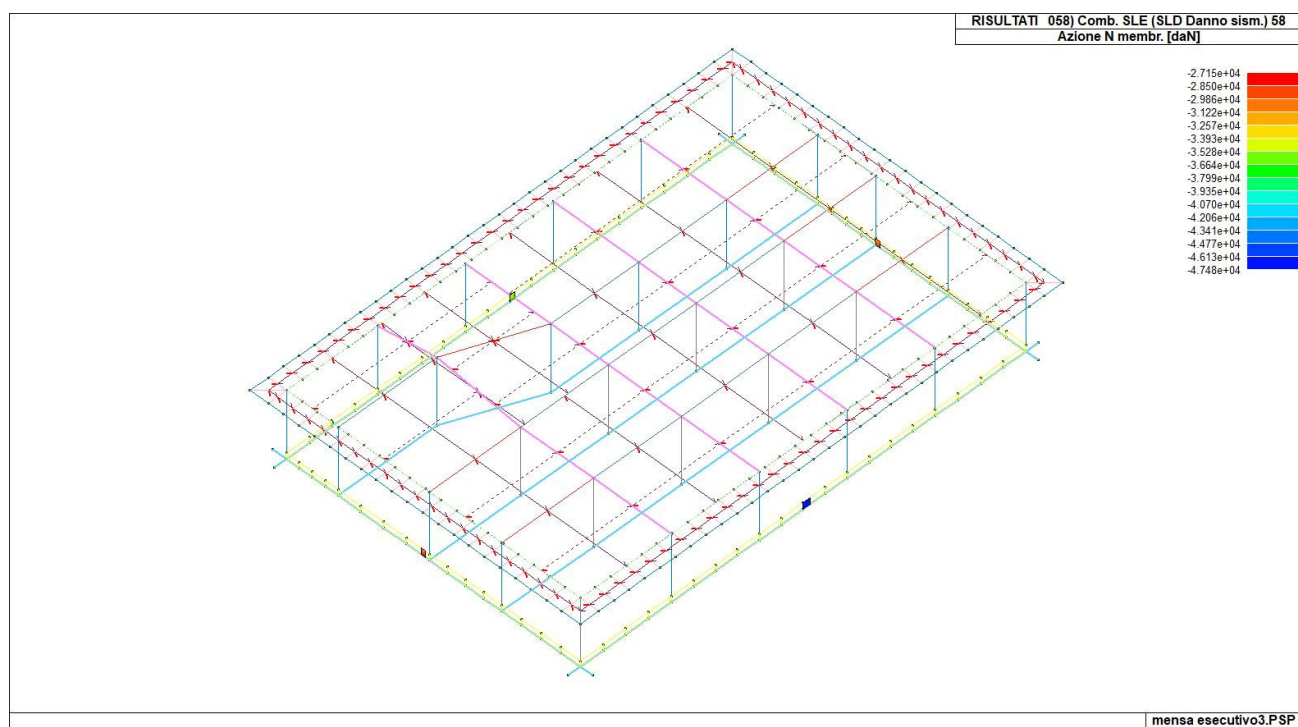 RISULTATI 058) Comb. SLE (SLD Danno sism.) 58
Azione N membr. [daN]
-2.715e+04
-2.850e+04
-2.986e+04
-3.122e+04
-3.257e+04
-3.393e+04
-3.528e+04
-3.664e+04
-3.799e+04
-3.935e+04
-4.070e+04
-4.206e+04
-4.341e+04
-4.477e+04
-4.613e+04
-4.748e+04
mensa esecutivo3.PSP